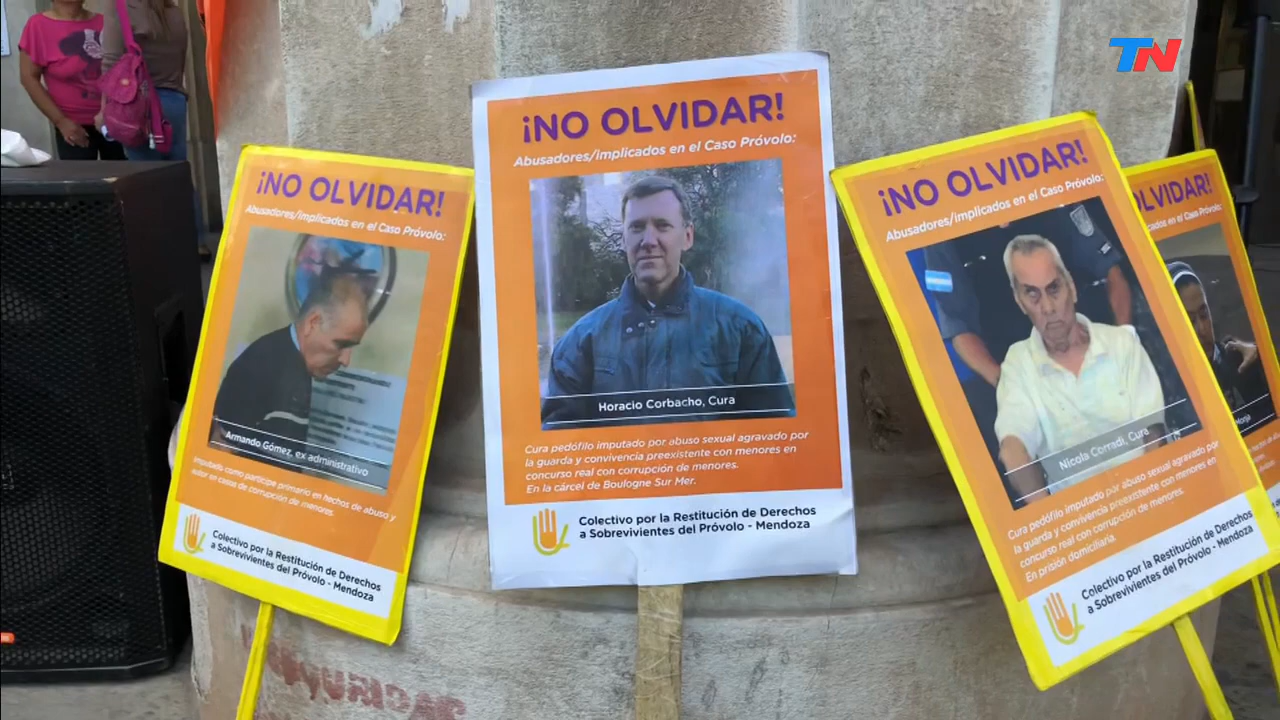 TN
¡NO OLVIDAR!
Abusadores/implicados en el Caso Próvolo:
Armando Gómez, ex administrativo
Imputado como partícipe primario en hechos de abuso y
autor en casos de corrupción de menores.
Colectivo por la Restitución de Derechos
a Sobrevivientes del Próvolo - Mendoza
¡NO OLVIDAR!
Abusadores/implicados en el Caso Próvolo:
Horacio Corbacho, Cura
Cura pedófilo imputado por abuso sexual agravado por
la guarda y convivencia preexistente con menores en
concurso real con corrupción de menores.
En la cárcel de Boulogne Sur Mer.
Colectivo por la Restitución de Derechos
a Sobrevivientes del Próvolo - Mendoza
¡NO OLVIDAR!
Abusadores/implicados en el Caso Próvolo:
Nicola Corradi, Cura
Cura pedófilo imputado por abuso sexual agravado por
la guarda y convivencia preexistente con menores en
concurso real con corrupción de menores.
En prisión domiciliaria.
Colectivo por la Restitución de Derechos
a Sobrevivientes del Próvolo - Mendoza
OLVIDAR!
en el Caso Próvolo:
Monja